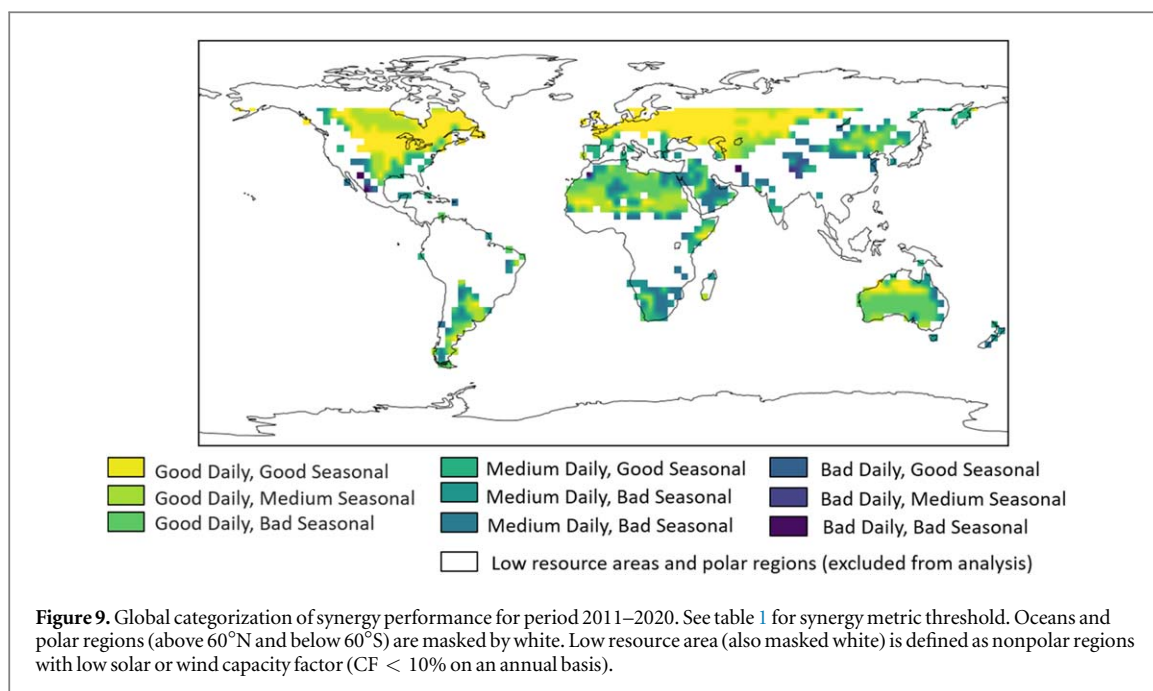 Good Daily, Good Seasonal
Good Daily, Medium Seasonal
Good Daily, Bad Seasonal
Medium Daily, Good Seasonal
Medium Daily, Bad Seasonal
Medium Daily, Bad Seasonal
Bad Daily, Good Seasonal
Bad Daily, Medium Seasonal
Bad Daily, Bad Seasonal
Low resource areas and polar regions (excluded from analysis)
Figure 9. Global categorization of synergy performance for period 2011–2020. See table 1 for synergy metric threshold. Oceans and
polar regions (above 60°N and below 60°S) are masked by white. Low resource area (also masked white) is defined as nonpolar regions
with low solar or wind capacity factor (CF < 10% on an annual basis).